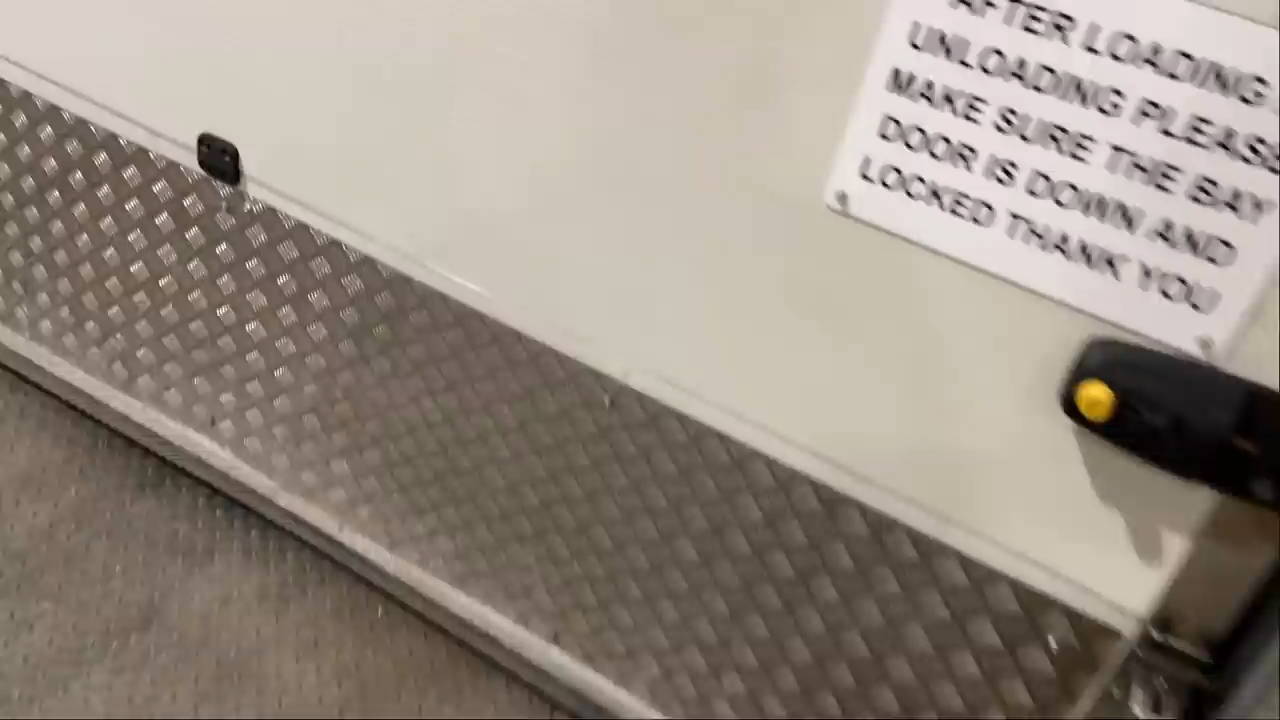 AFTER LOADING
UNLOADING PLEASE
MAKE SURE THE BAY
DOOR IS DOWN AND
LOCKED THANK YOU